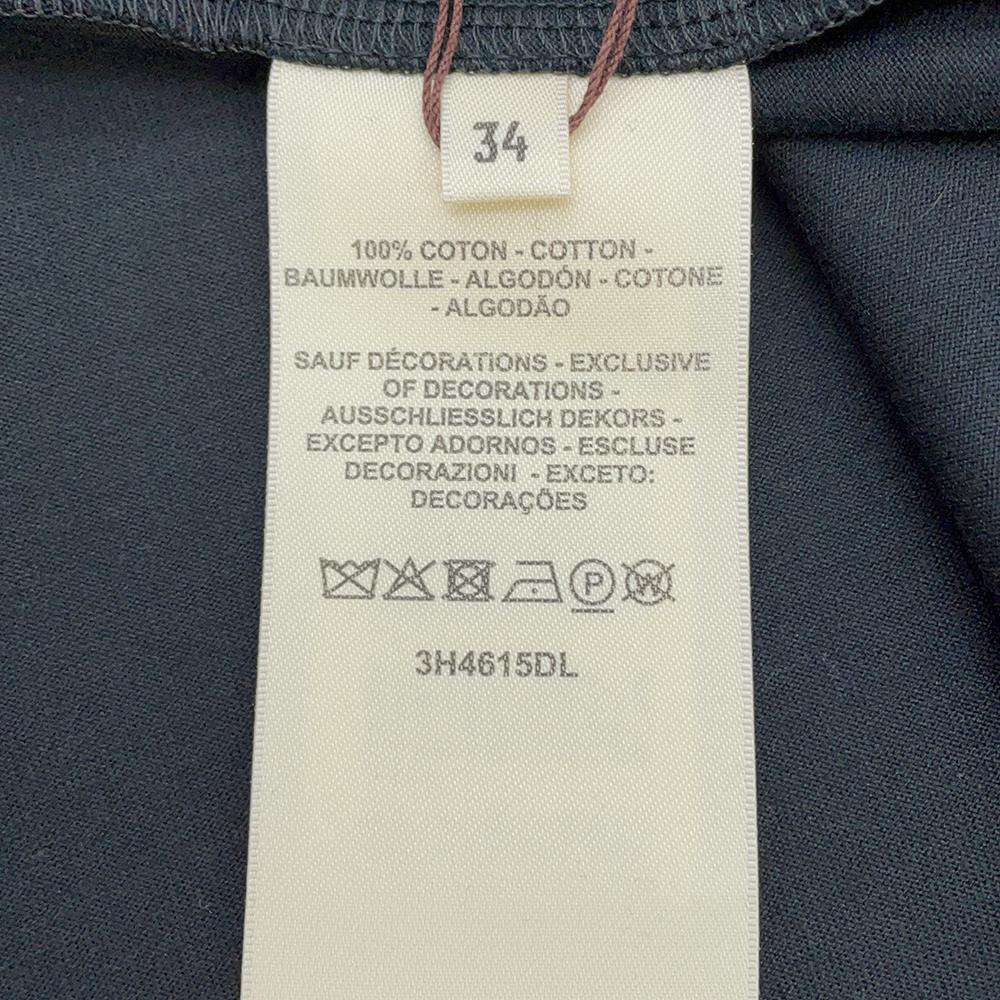 34
100% COTON - COTTON -
BAUMWOLLE - ALGODÓN - COTONE
- ALGODÃO
SAUF DÉCORATIONS - EXCLUSIVE
OF DECORATIONS -
AUSSCHLIESSLICH DEKORS -
EXCEPTO ADORNOS - ESCLUSE
DECORAZIONI - EXCETO:
DECORAÇÕES
P W
3H4615DL